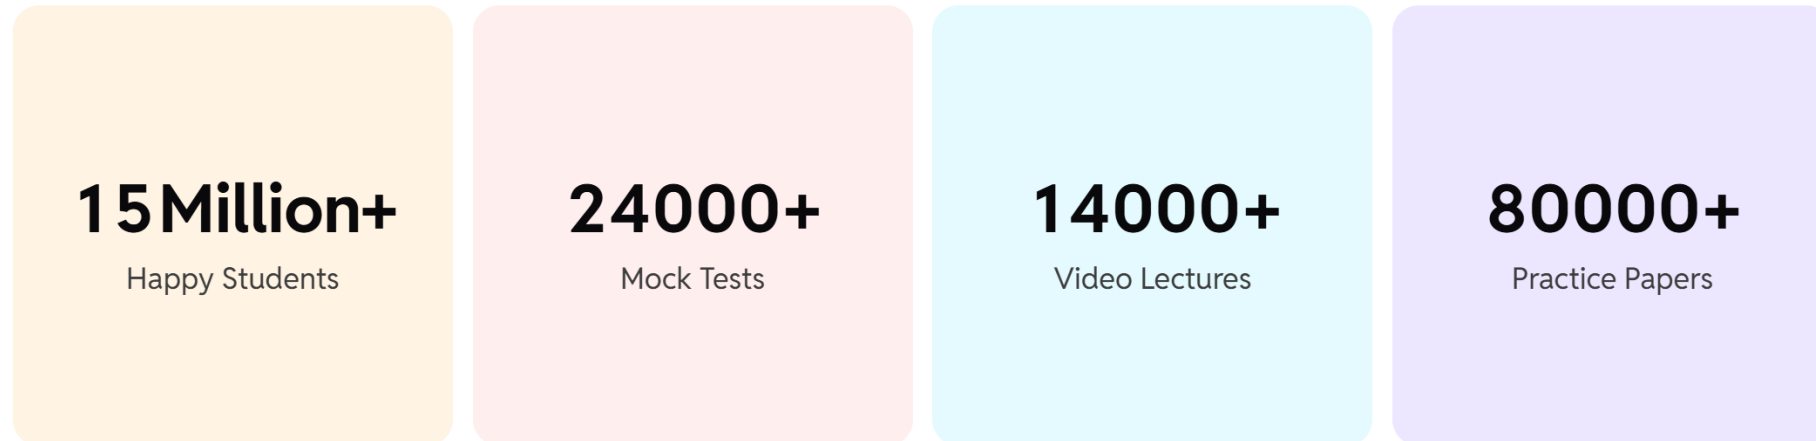 15Million+
Happy Students
24000+
Mock Tests
14000+
Video Lectures
80000+
Practice Papers